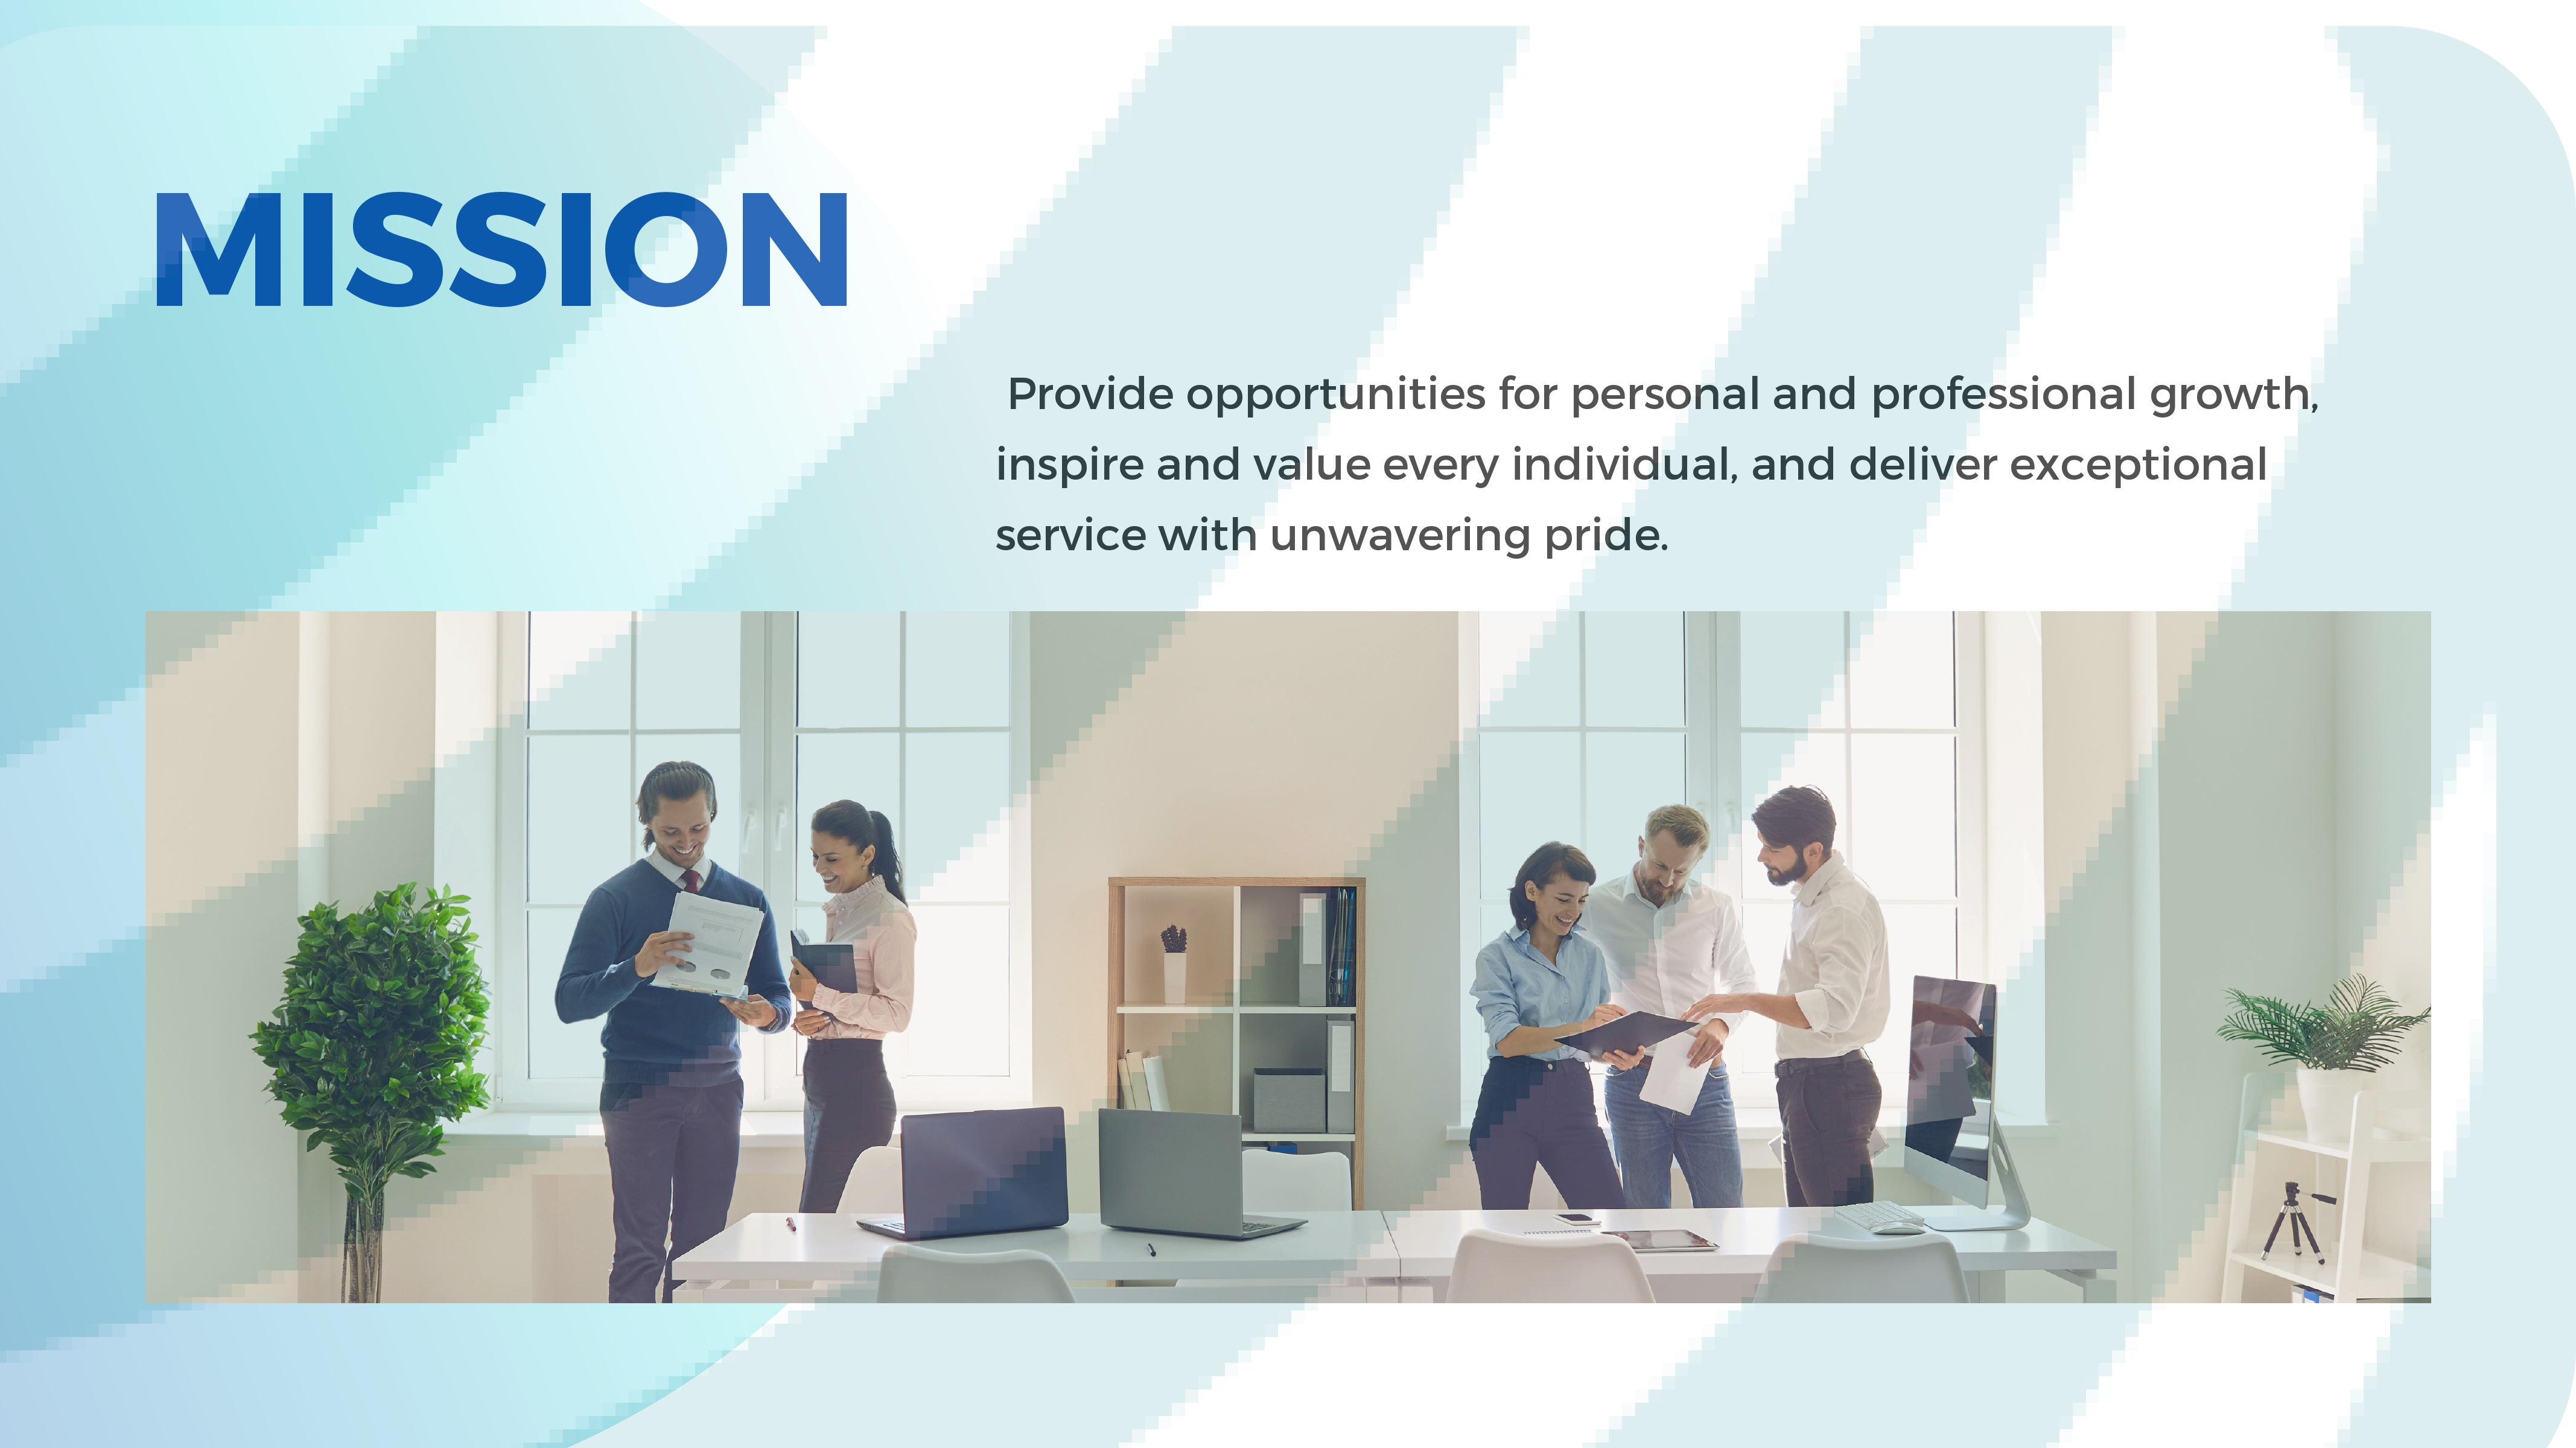 MISSION
Provide opportunities for personal and professional growth,
inspire and value every individual, and deliver exceptional
service with unwavering pride.